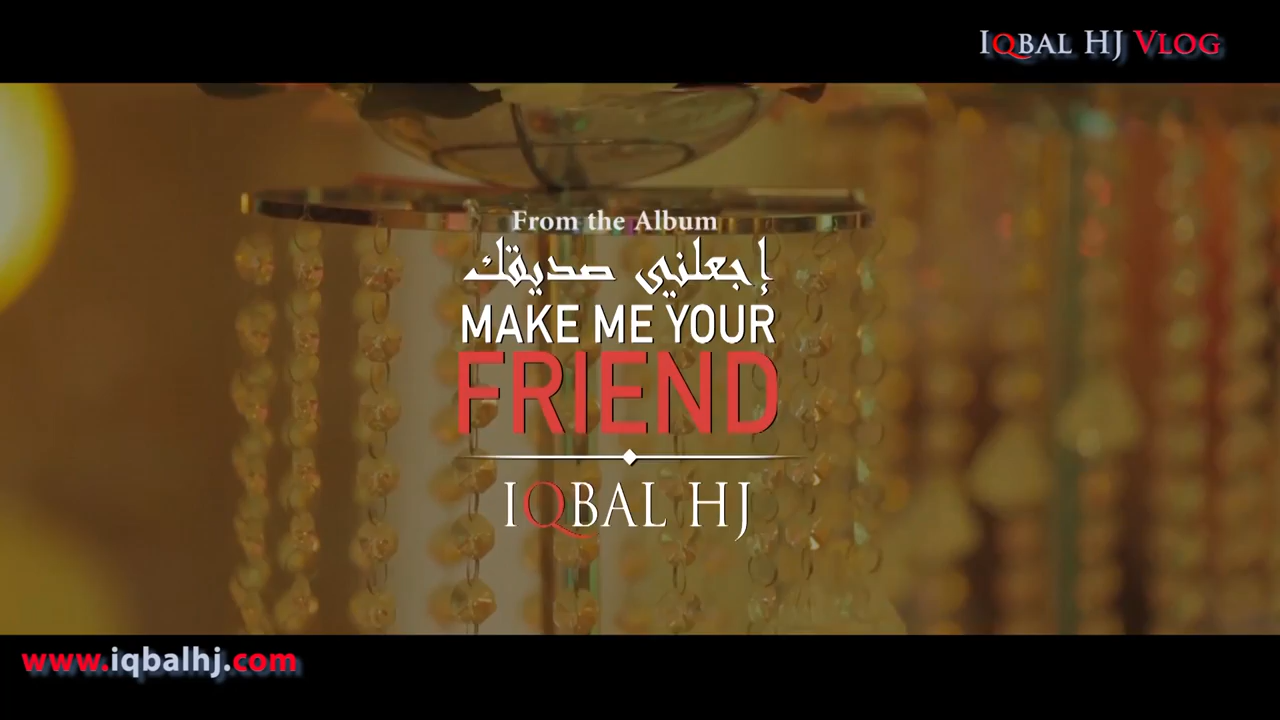 IQBAL HJ VLOG
From the Album
إجعلني صديقك
MAKE ME YOUR
FRIEND
IQBAL HJ
www.iqbalhj.com